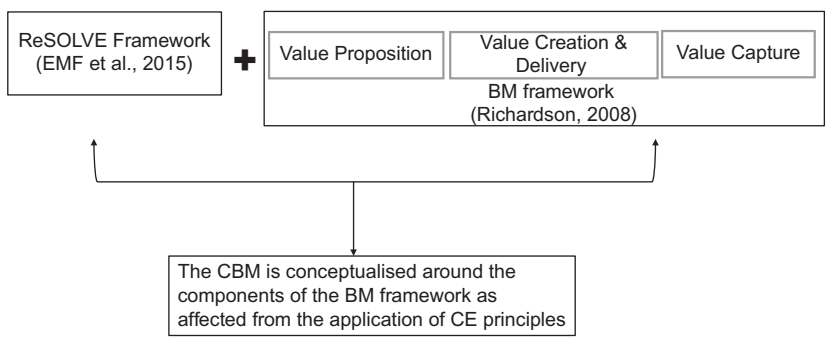 ReSOLVE Framework
(EMF et al., 2015)
+
Value Proposition
Value Creation &
Delivery
Value Capture
BM framework
(Richardson, 2008)
The CBM is conceptualised around the
components of the BM framework as
affected from the application of CE principles